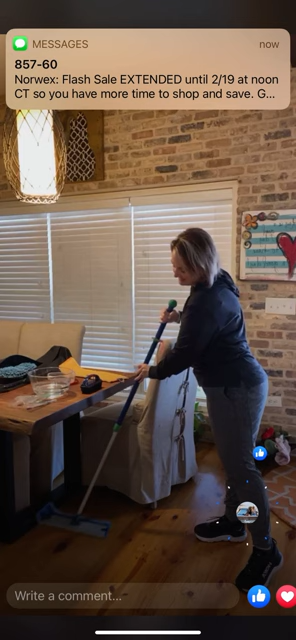 MESSAGES
now
857-60
Norwex: Flash Sale EXTENDED until 2/19 at noon
CT so you have more time to shop and save. G...
Write a comment...